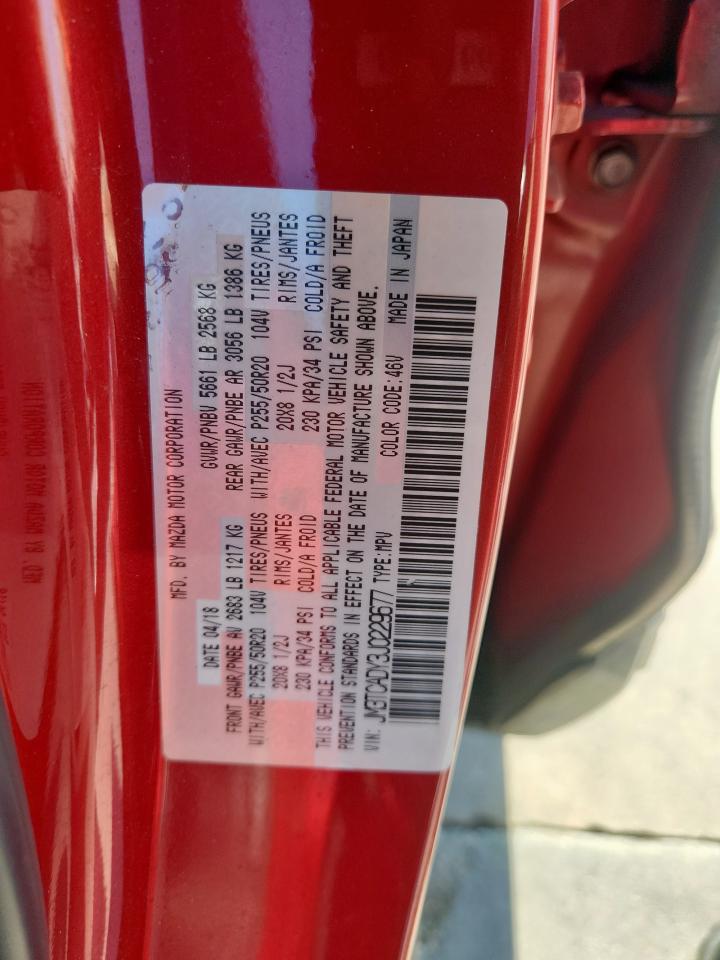 MFD. BY MAZDA MOTOR CORPORATION
DATE 04/18 GVWR/PNBV 5661 LB 2568 KG
FRONT GAWR/PNBE AV 2683 LB 1217 KG REAR GAWR/PNBE AR 3056 LB 1386 KG
WITH/AVEC P255/50R20 104V TIRES/PNEUS WITH/AVEC P255/50R20 104V TIRES/PNEUS
20X8 1/2J RIMS/JANTES 20X8 1/2J RIMS/JANTES
230 KPA/34 PSI COLD/A FROID 230 KPA/34 PSI COLD/A FROID
THIS VEHICLE CONFORMS TO ALL APPLICABLE FEDERAL MOTOR VEHICLE SAFETY AND THEFT
PREVENTION STANDARDS IN EFFECT ON THE DATE OF MANUFACTURE SHOWN ABOVE.
VIN: JM3TCADY3J0229677 TYPE:MPV COLOR CODE:46V MADE IN JAPAN